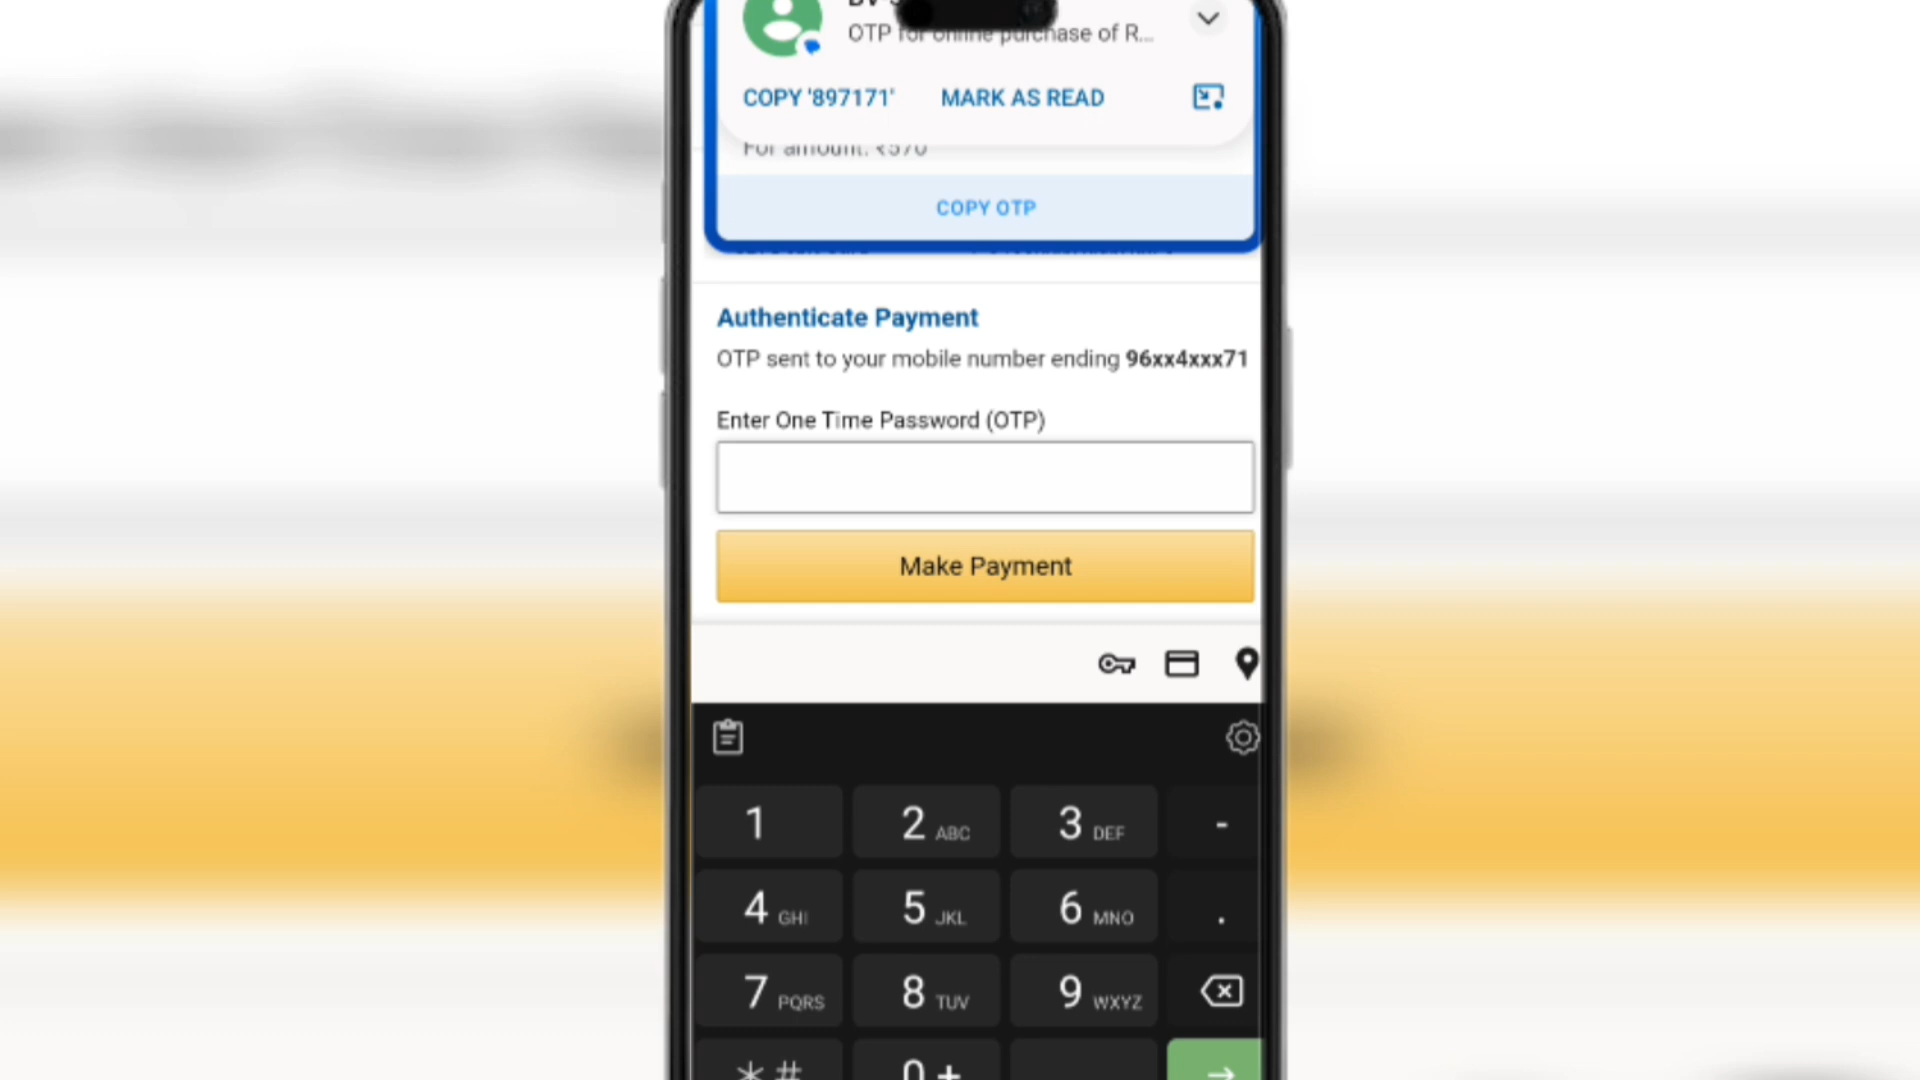 OTP for online purchase of R...
COPY '897171'
MARK AS READ
For amount: ₹570
COPY OTP
Authenticate Payment
OTP sent to your mobile number ending 96xx4xxx71
Enter One Time Password (OTP)
Make Payment
1
2 ABC
3 DEF
-
4 GHI
5 JKL
6 MNO
.
7 PQRS
8 TUV
9 WXYZ
*#
0 +